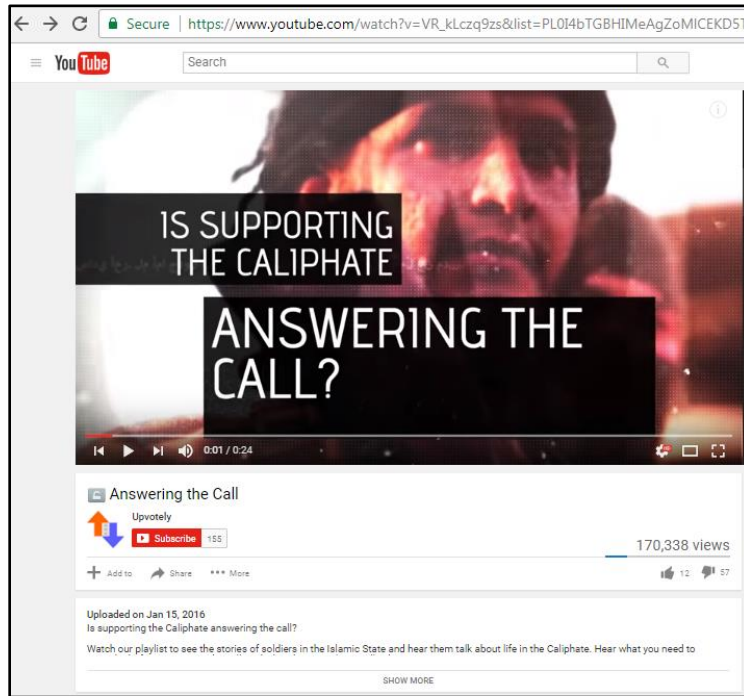 Secure | https://www.youtube.com/watch?v=VR_kLczq9zs&list=PL0I4bTGBHIMeAgZoMICEKD5T
YouTube
Search
IS SUPPORTING
THE CALIPHATE
ANSWERING THE
CALL?
0:01 / 0:24
Answering the Call
Upvotely
Subscribe 155
170,338 views
Add to Share ••• More
12 57
Uploaded on Jan 15, 2016
Is supporting the Caliphate answering the call?
Watch our playlist to see the stories of soldiers in the Islamic State and hear them talk about life in the Caliphate. Hear what you need to
SHOW MORE